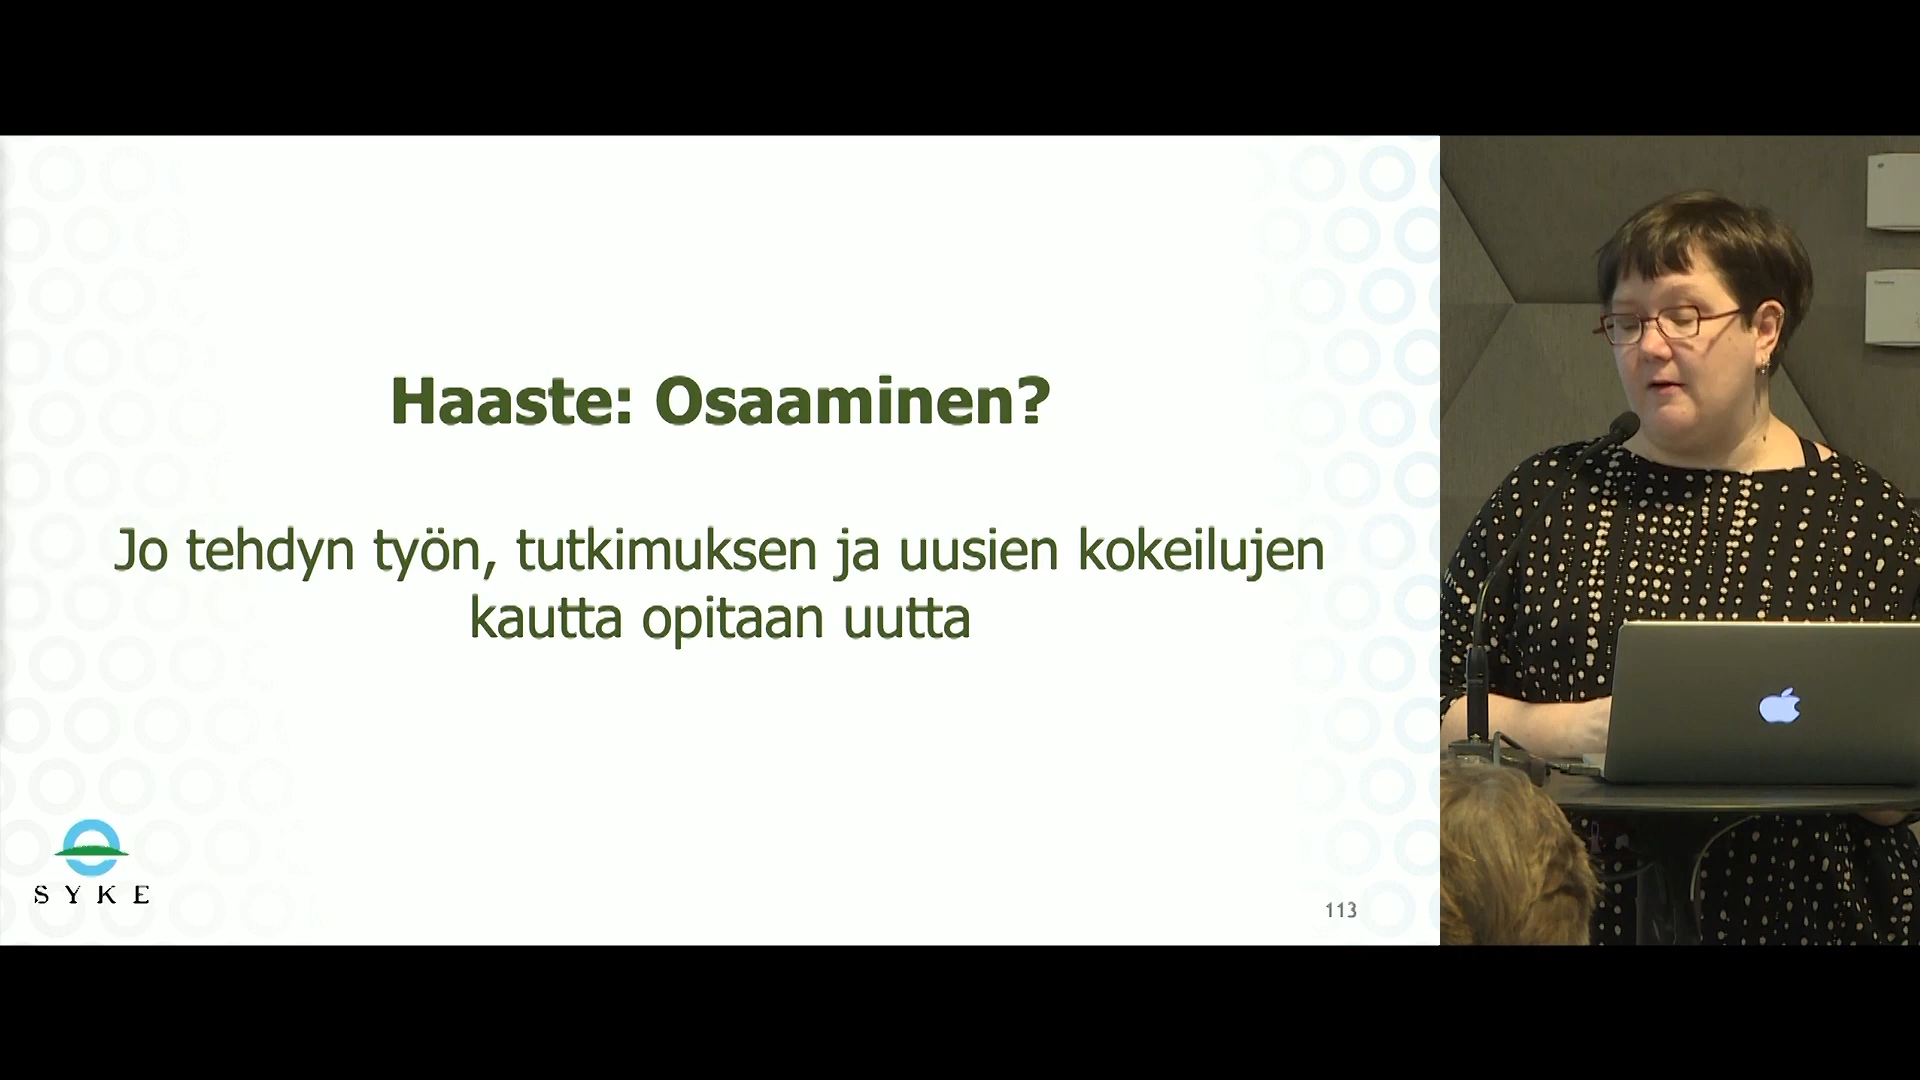 Haaste: Osaaminen?
Jo tehdyn työn, tutkimuksen ja uusien kokeilujen
kautta opitaan uutta
SYKE
113